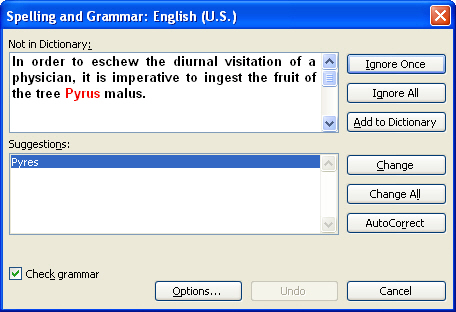 Spelling and Grammar: English (U.S.)
Not in Dictionary:
In order to eschew the diurnal visitation of a
physician, it is imperative to ingest the fruit of
the tree Pyrus malus.
Ignore Once
Ignore All
Add to Dictionary
Suggestions:
Pyres
Change
Change All
AutoCorrect
Check grammar
Options...
Undo
Cancel